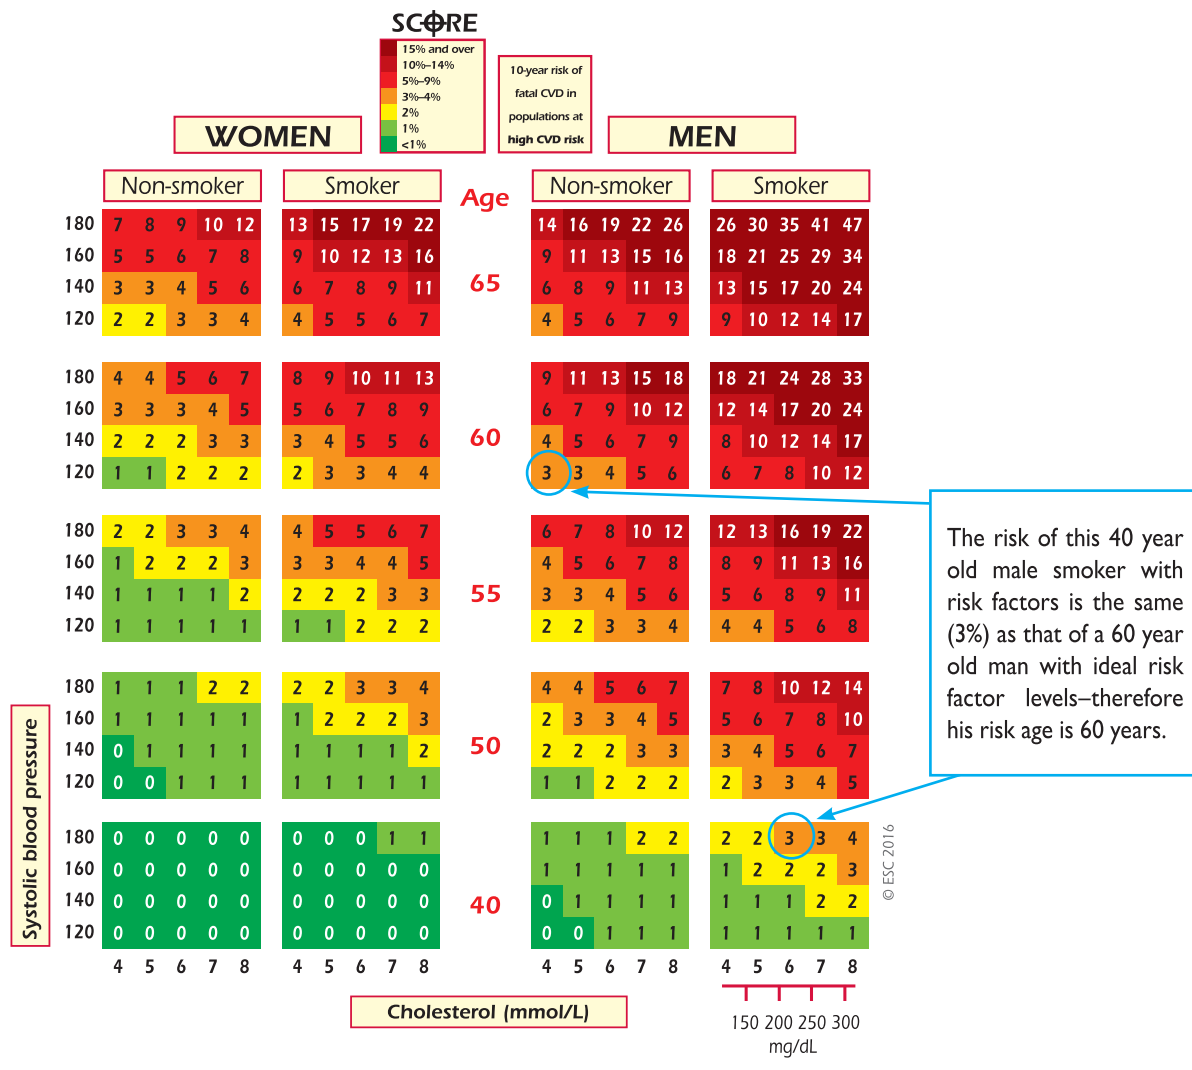 SCORE
15% and over
10%–14%
5%–9%
3%–4%
2%
1%
<1%
10-year risk of
fatal CVD in
populations at
high CVD risk
WOMEN
MEN
Non-smoker Smoker Age Non-smoker Smoker
180 7 8 9 10 12 13 15 17 19 22 14 16 19 22 26 26 30 35 41 47
160 5 5 6 7 8 9 10 12 13 16 9 11 13 15 16 18 21 25 29 34
65
140 3 3 4 5 6 6 7 8 9 11 6 8 9 11 13 13 15 17 20 24
120 2 2 3 3 4 4 5 5 6 7 4 5 6 7 9 9 10 12 14 17
180 4 4 5 6 7 8 9 10 11 13 9 11 13 15 18 18 21 24 28 33
160 3 3 3 4 5 5 6 7 8 9 6 7 9 10 12 12 14 17 20 24
60
140 2 2 2 3 3 3 4 5 5 6 4 5 6 7 9 8 10 12 14 17
120 1 1 2 2 2 2 3 3 4 4 3 3 4 5 6 6 7 8 10 12
180 2 2 3 3 4 4 5 5 6 7 6 7 8 10 12 12 13 16 19 22
160 1 2 2 2 3 3 3 4 4 5 4 5 6 7 8 8 9 11 13 16
55
140 1 1 1 1 2 2 2 2 3 3 3 3 4 5 6 5 6 8 9 11
120 1 1 1 1 1 1 1 2 2 2 2 2 3 3 4 4 4 5 6 8
180 1 1 1 2 2 2 2 3 3 4 4 4 5 6 7 7 8 10 12 14
160 1 1 1 1 1 1 2 2 2 3 2 3 3 4 5 5 6 7 8 10
50
140 0 1 1 1 1 1 1 1 1 2 2 2 2 3 3 3 4 5 6 7
120 0 0 1 1 1 1 1 1 1 1 1 1 2 2 2 2 3 3 4 5
180 0 0 0 0 0 0 0 0 1 1 1 1 1 2 2 2 2 3 3 4
160 0 0 0 0 0 0 0 0 0 0 1 1 1 1 1 1 2 2 2 3
40
140 0 0 0 0 0 0 0 0 0 0 0 1 1 1 1 1 1 1 2 2
120 0 0 0 0 0 0 0 0 0 0 0 0 1 1 1 1 1 1 1 1
4 5 6 7 8 4 5 6 7 8 4 5 6 7 8 4 5 6 7 8
Systolic blood pressure
Cholesterol (mmol/L)
150 200 250 300
mg/dL
© ESC 2016
The risk of this 40 year
old male smoker with
risk factors is the same
(3%) as that of a 60 year
old man with ideal risk
factor levels–therefore
his risk age is 60 years.